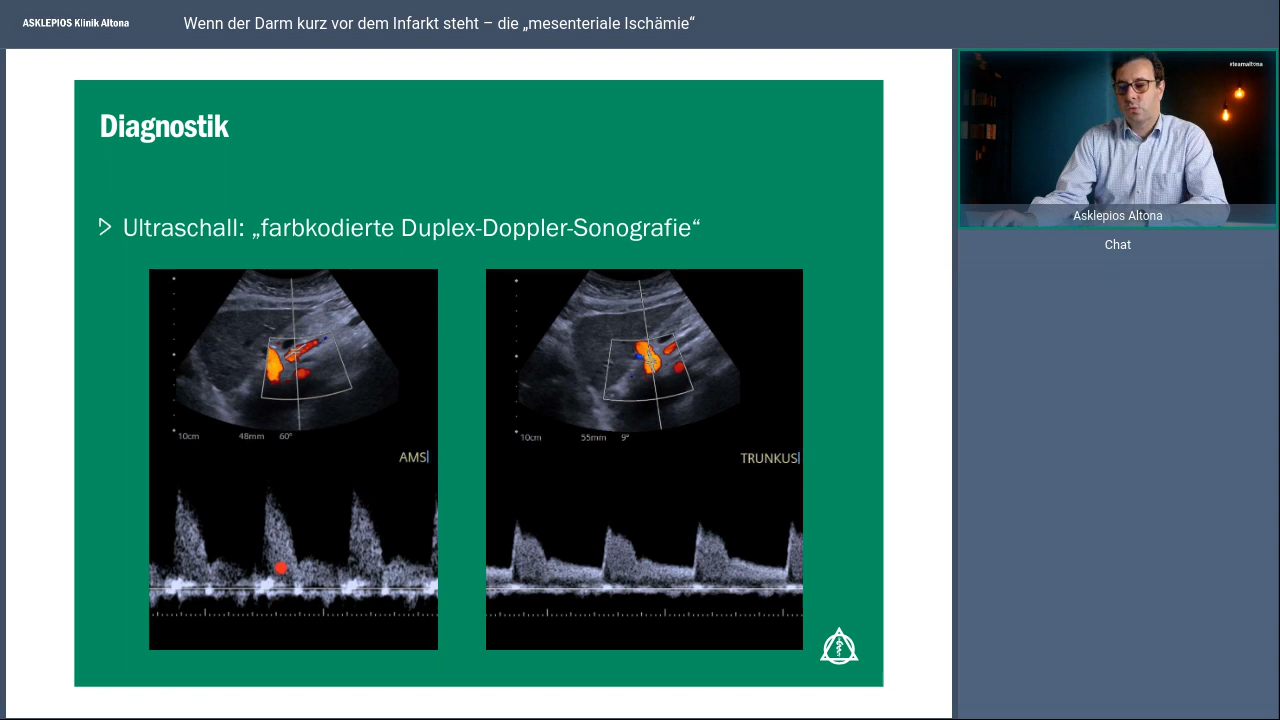 ASKLEPIOS Klinik Altona
Wenn der Darm kurz vor dem Infarkt steht – die „mesenteriale Ischämie“
#teamaltona
Asklepios Altona
Chat
Diagnostik
Ultraschall: „farbkodierte Duplex-Doppler-Sonografie“
10cm 48mm 60°
AMS
10cm 55mm 9°
TRUNKUS